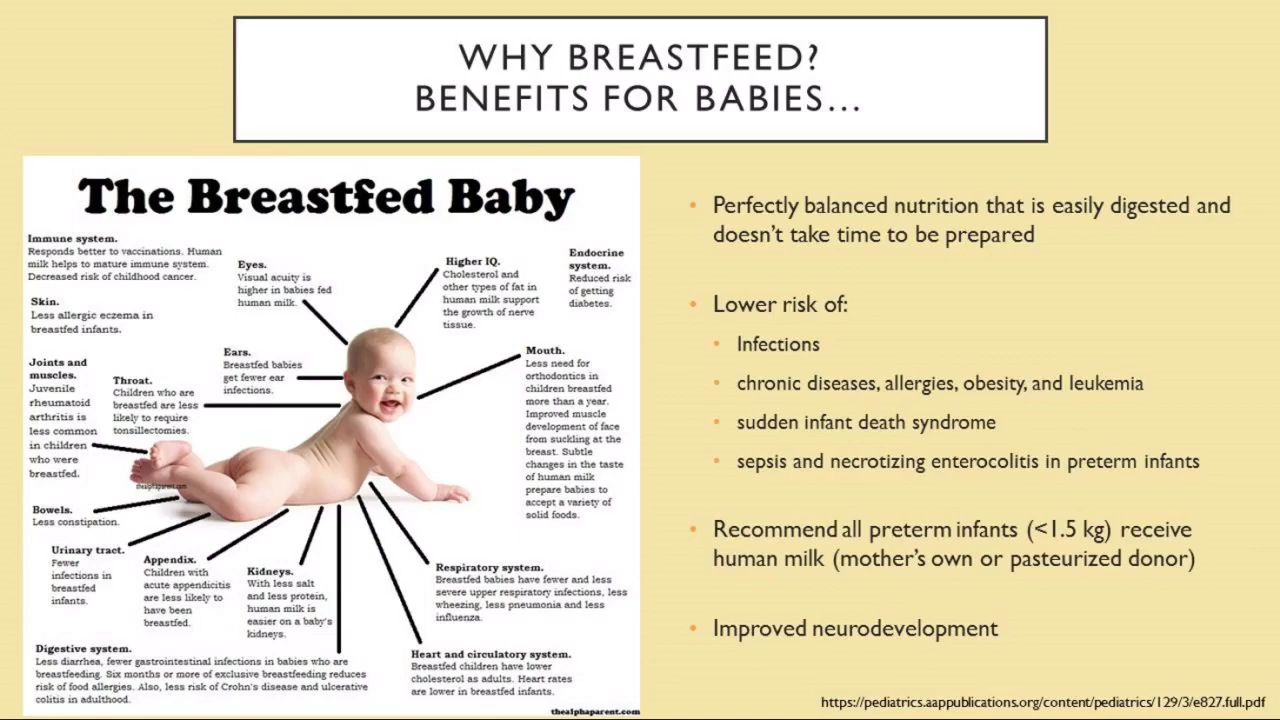 WHY BREASTFEED?
BENEFITS FOR BABIES...
The Breastfed Baby
Immune system.
Responds better to vaccinations. Human
milk helps to mature immune system.
Decreased risk of childhood cancer.
Skin.
Less allergic eczema in
breastfed infants.
Joints and
muscles.
Juvenile
rheumatoid
arthritis is
less common
in children
who were
breastfed.
Throat.
Children who are
breastfed are less
likely to require
tonsillectomies.
Eyes.
Visual acuity is
higher in babies fed
human milk.
Ears.
Breastfed babies
get fewer ear
infections.
Higher IQ.
Cholesterol and
other types of fat in
human milk support
the growth of nerve
tissue.
Endocrine
system.
Reduced risk
of getting
diabetes.
Mouth.
Less need for
orthodontics in
children breastfed
more than a year.
Improved muscle
development of face
from suckling at the
breast. Subtle
changes in the taste
of human milk
prepare babies to
accept a variety of
solid foods.
thealphaparent.com
Bowels.
Less constipation.
Urinary tract.
Fewer
infections in
breastfed
infants.
Appendix.
Children with
acute appendicitis
are less likely to
have been
breastfed.
Kidneys.
With less salt
and less protein,
human milk is
easier on a baby's
kidneys.
Respiratory system.
Breastfed babies have fewer and less
severe upper respiratory infections, less
wheezing, less pneumonia and less
influenza.
Digestive system.
Less diarrhea, fewer gastrointestinal infections in babies who are
breastfeeding. Six months or more of exclusive breastfeeding reduces
risk of food allergies. Also, less risk of Crohn's disease and ulcerative
colitis in adulthood.
Heart and circulatory system.
Breastfed children have lower
cholesterol as adults. Heart rates
are lower in breastfed infants.
thealphaparent.com
• Perfectly balanced nutrition that is easily digested and
doesn't take time to be prepared
• Lower risk of:
• Infections
• chronic diseases, allergies, obesity, and leukemia
• sudden infant death syndrome
• sepsis and necrotizing enterocolitis in preterm infants
• Recommend all preterm infants (<1.5 kg) receive
human milk (mother's own or pasteurized donor)
• Improved neurodevelopment
https://pediatrics.aappublications.org/content/pediatrics/129/3/e827.full.pdf